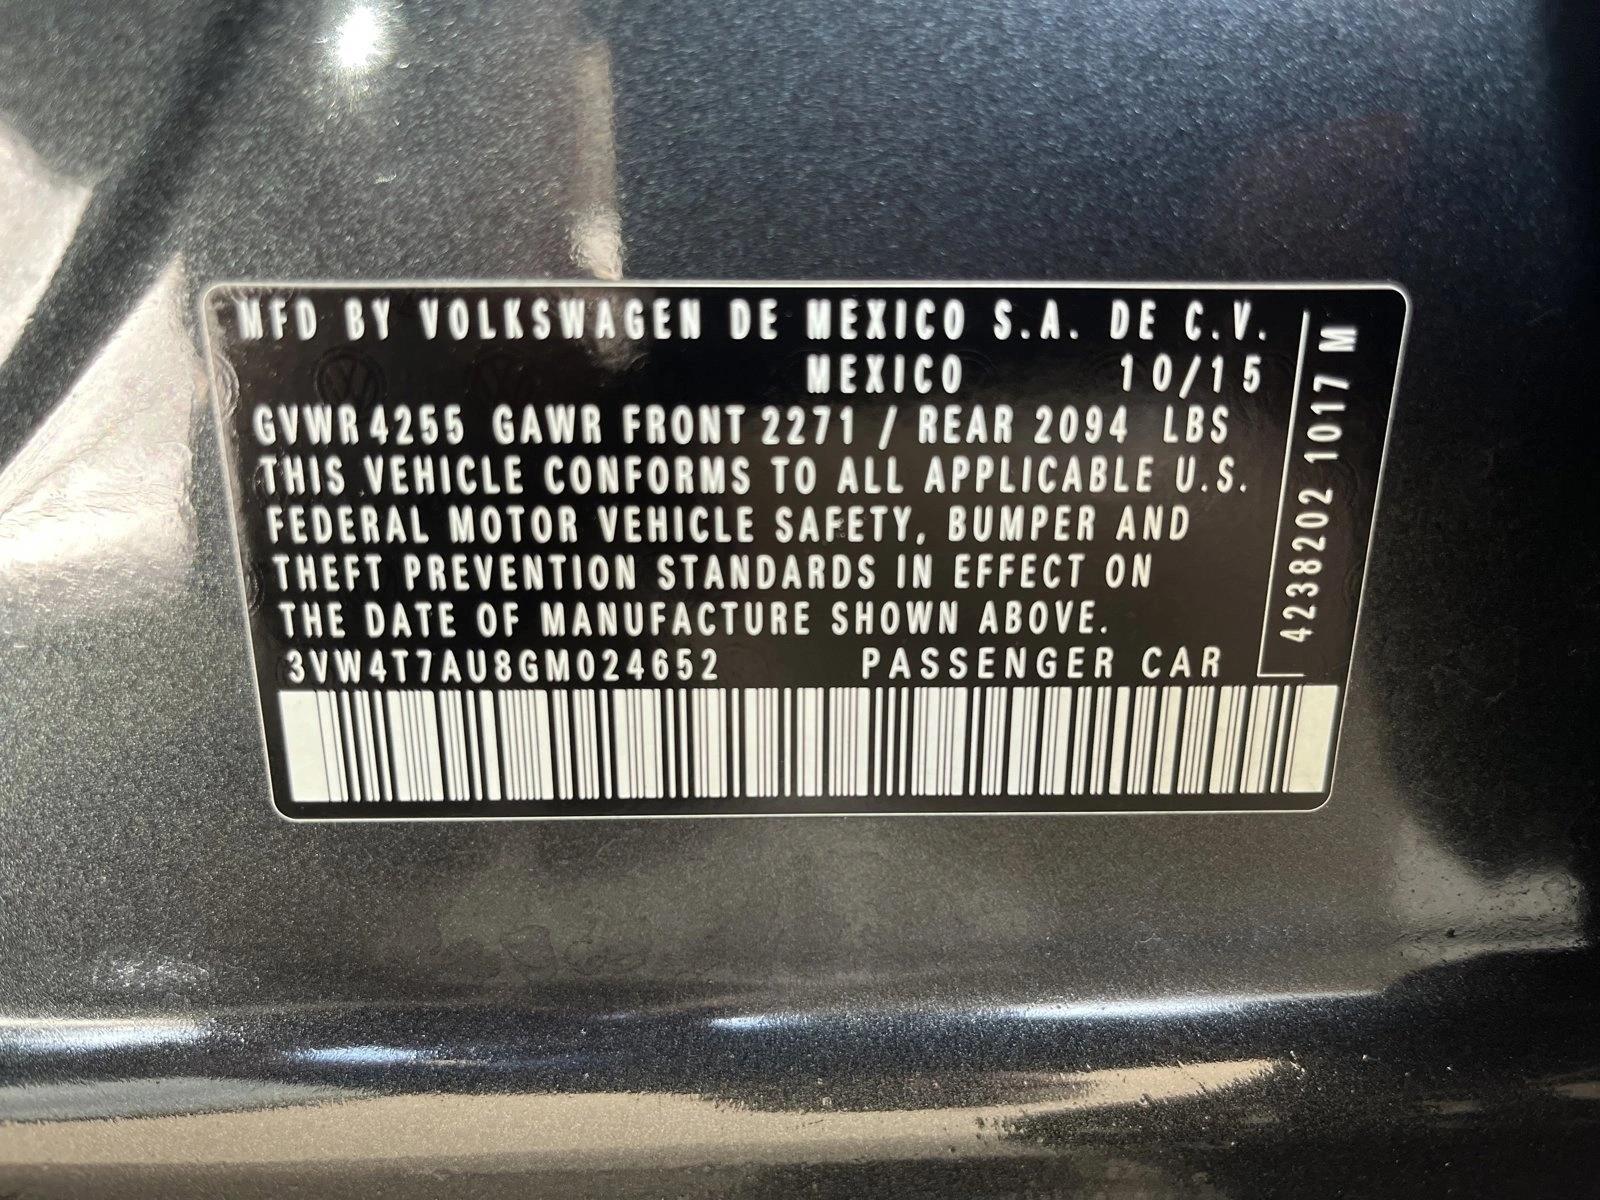 MFD BY VOLKSWAGEN DE MEXICO S.A. DE C.V.
MEXICO 10/15
GVWR 4255 GAWR FRONT 2271 / REAR 2094 LBS
THIS VEHICLE CONFORMS TO ALL APPLICABLE U.S.
FEDERAL MOTOR VEHICLE SAFETY, BUMPER AND
THEFT PREVENTION STANDARDS IN EFFECT ON
THE DATE OF MANUFACTURE SHOWN ABOVE.
3VW4T7AU8GM024652 PASSENGER CAR
42382021017 M